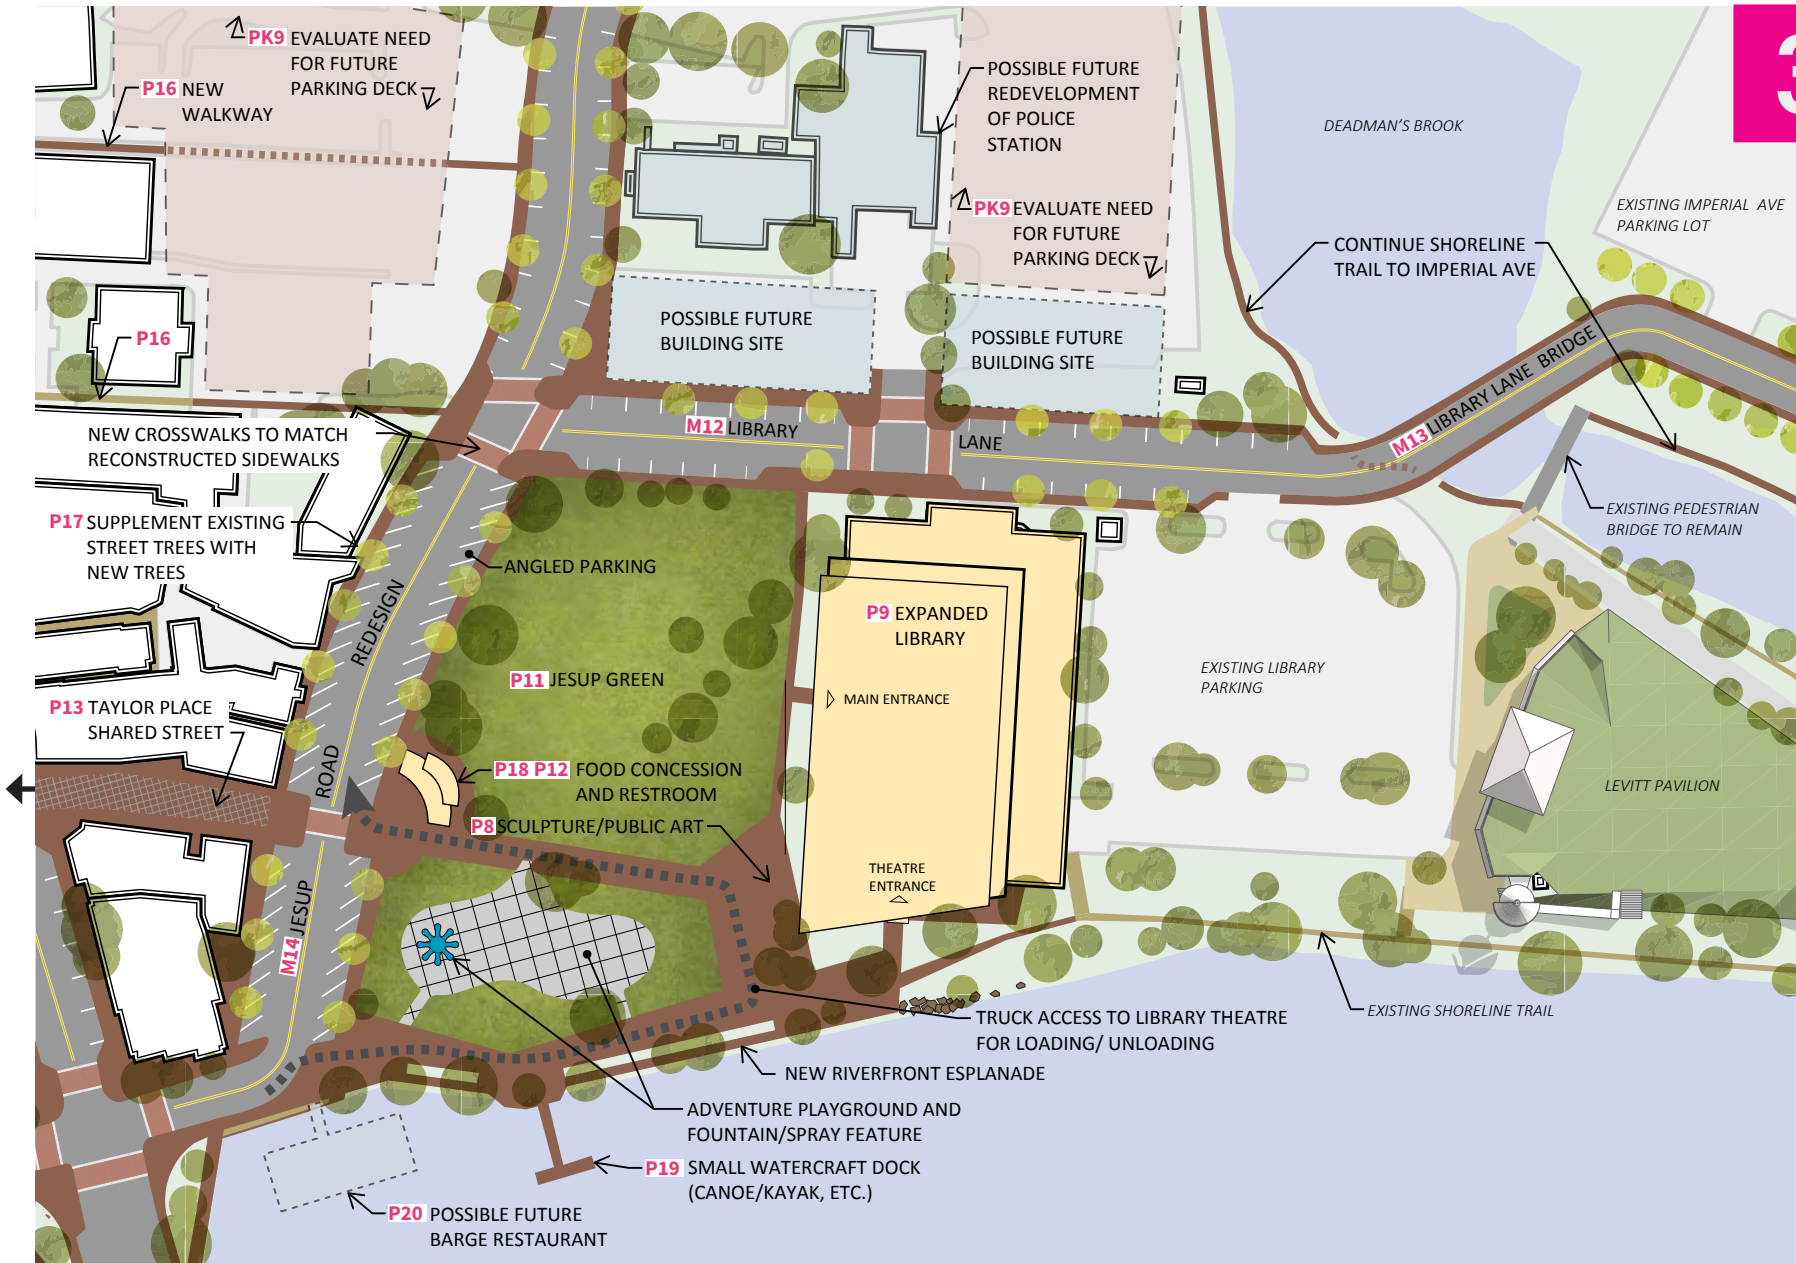 PK9 EVALUATE NEED
FOR FUTURE
PARKING DECK
P16 NEW
WALKWAY
POSSIBLE FUTURE
REDEVELOPMENT
OF POLICE
STATION
3
DEADMAN'S BROOK
EXISTING IMPERIAL AVE
PARKING LOT
PK9 EVALUATE NEED
FOR FUTURE
PARKING DECK
CONTINUE SHORELINE
TRAIL TO IMPERIAL AVE
P16
POSSIBLE FUTURE
BUILDING SITE
POSSIBLE FUTURE
BUILDING SITE
NEW CROSSWALKS TO MATCH
RECONSTRUCTED SIDEWALKS
M12 LIBRARY LANE
M13 LIBRARY LANE BRIDGE
P17 SUPPLEMENT EXISTING
STREET TREES WITH
NEW TREES
EXISTING PEDESTRIAN
BRIDGE TO REMAIN
ANGLED PARKING
P9 EXPANDED
LIBRARY
M14 JESUP ROAD REDESIGN
P11 JESUP GREEN
EXISTING LIBRARY
PARKING
MAIN ENTRANCE
P13 TAYLOR PLACE
SHARED STREET
P18 P12 FOOD CONCESSION
AND RESTROOM
LEVITT PAVILION
P8 SCULPTURE/PUBLIC ART
THEATRE
ENTRANCE
EXISTING SHORELINE TRAIL
TRUCK ACCESS TO LIBRARY THEATRE
FOR LOADING/ UNLOADING
NEW RIVERFRONT ESPLANADE
ADVENTURE PLAYGROUND AND
FOUNTAIN/SPRAY FEATURE
P19 SMALL WATERCRAFT DOCK
(CANOE/KAYAK, ETC.)
P20 POSSIBLE FUTURE
BARGE RESTAURANT